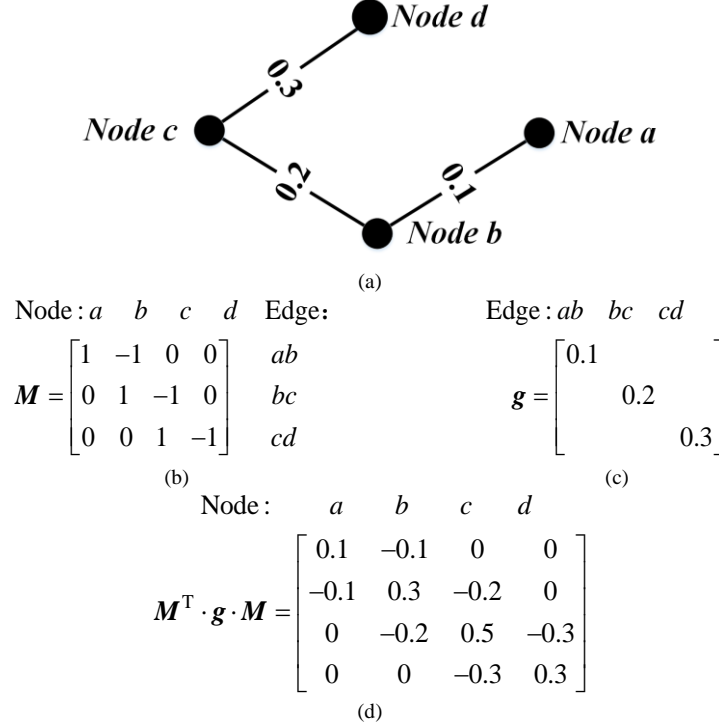 Node d
0.3
Node c
Node a
0.2
0.1
Node b
(a)
Node: a b c d Edge:
M = [1 −1 0 0] ab
[0 1 −1 0] bc
[0 0 1 −1] cd
(b)
Edge: ab bc cd
g = [0.1
0.2
0.3]
(c)
Node: a b c d
Mᵀ · g · M = [0.1 −0.1 0 0]
[−0.1 0.3 −0.2 0]
[0 −0.2 0.5 −0.3]
[0 0 −0.3 0.3]
(d)